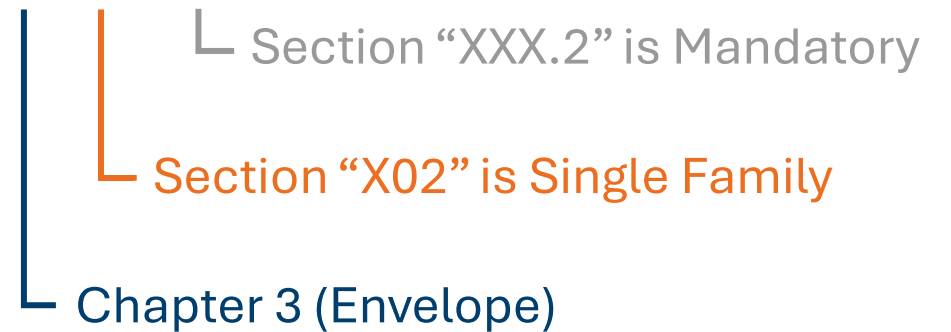 Section “XXX.2” is Mandatory
Section “X02” is Single Family
Chapter 3 (Envelope)